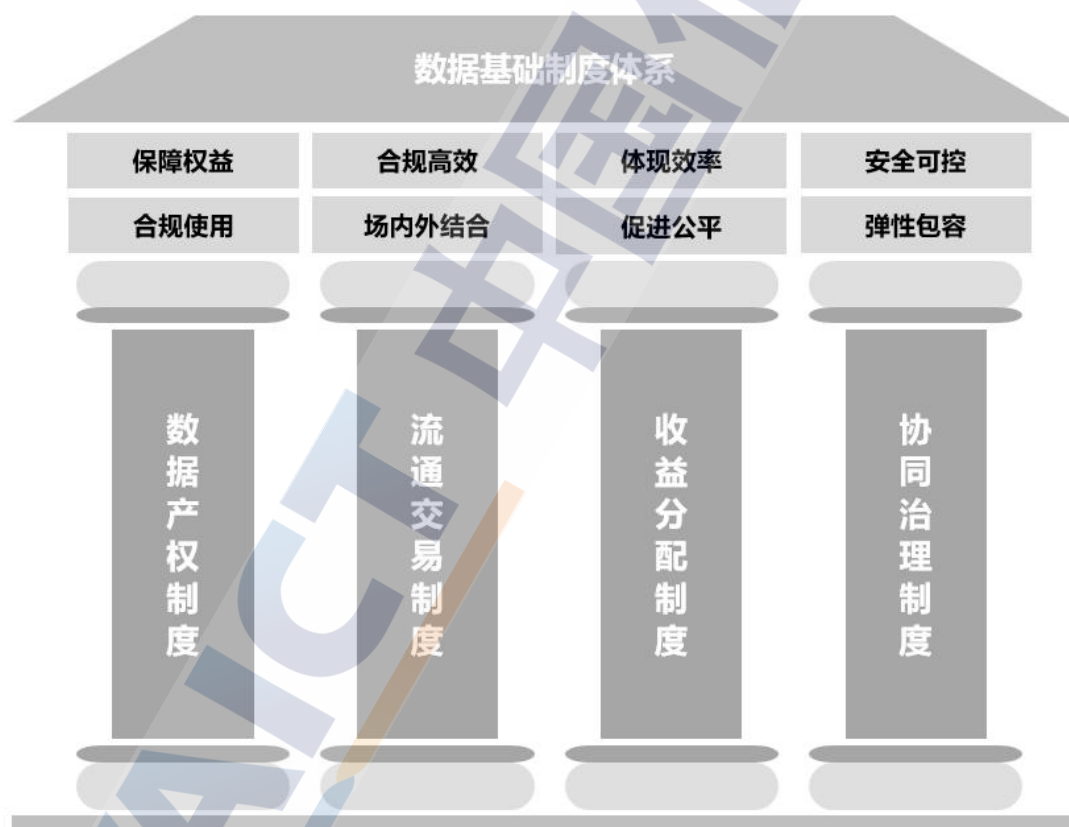 数据基础制度体系
保障权益
合规高效
体现效率
安全可控
合规使用
场内外结合
促进公平
弹性包容
数据产权制度
流通交易制度
收益分配制度
协同治理制度
AICT 中国